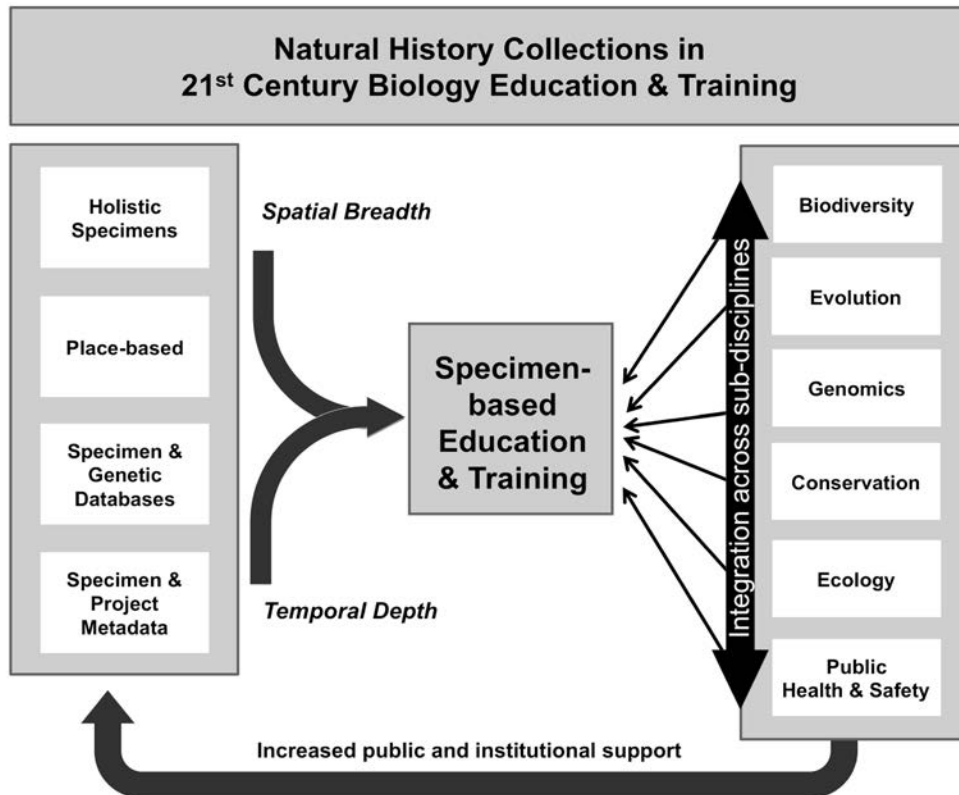 Natural History Collections in
21st Century Biology Education & Training
Holistic
Specimens
Place-based
Specimen &
Genetic
Databases
Specimen &
Project
Metadata
Spatial Breadth
Temporal Depth
Specimen-
based
Education
& Training
Integration across sub-disciplines
Biodiversity
Evolution
Genomics
Conservation
Ecology
Public
Health & Safety
Increased public and institutional support